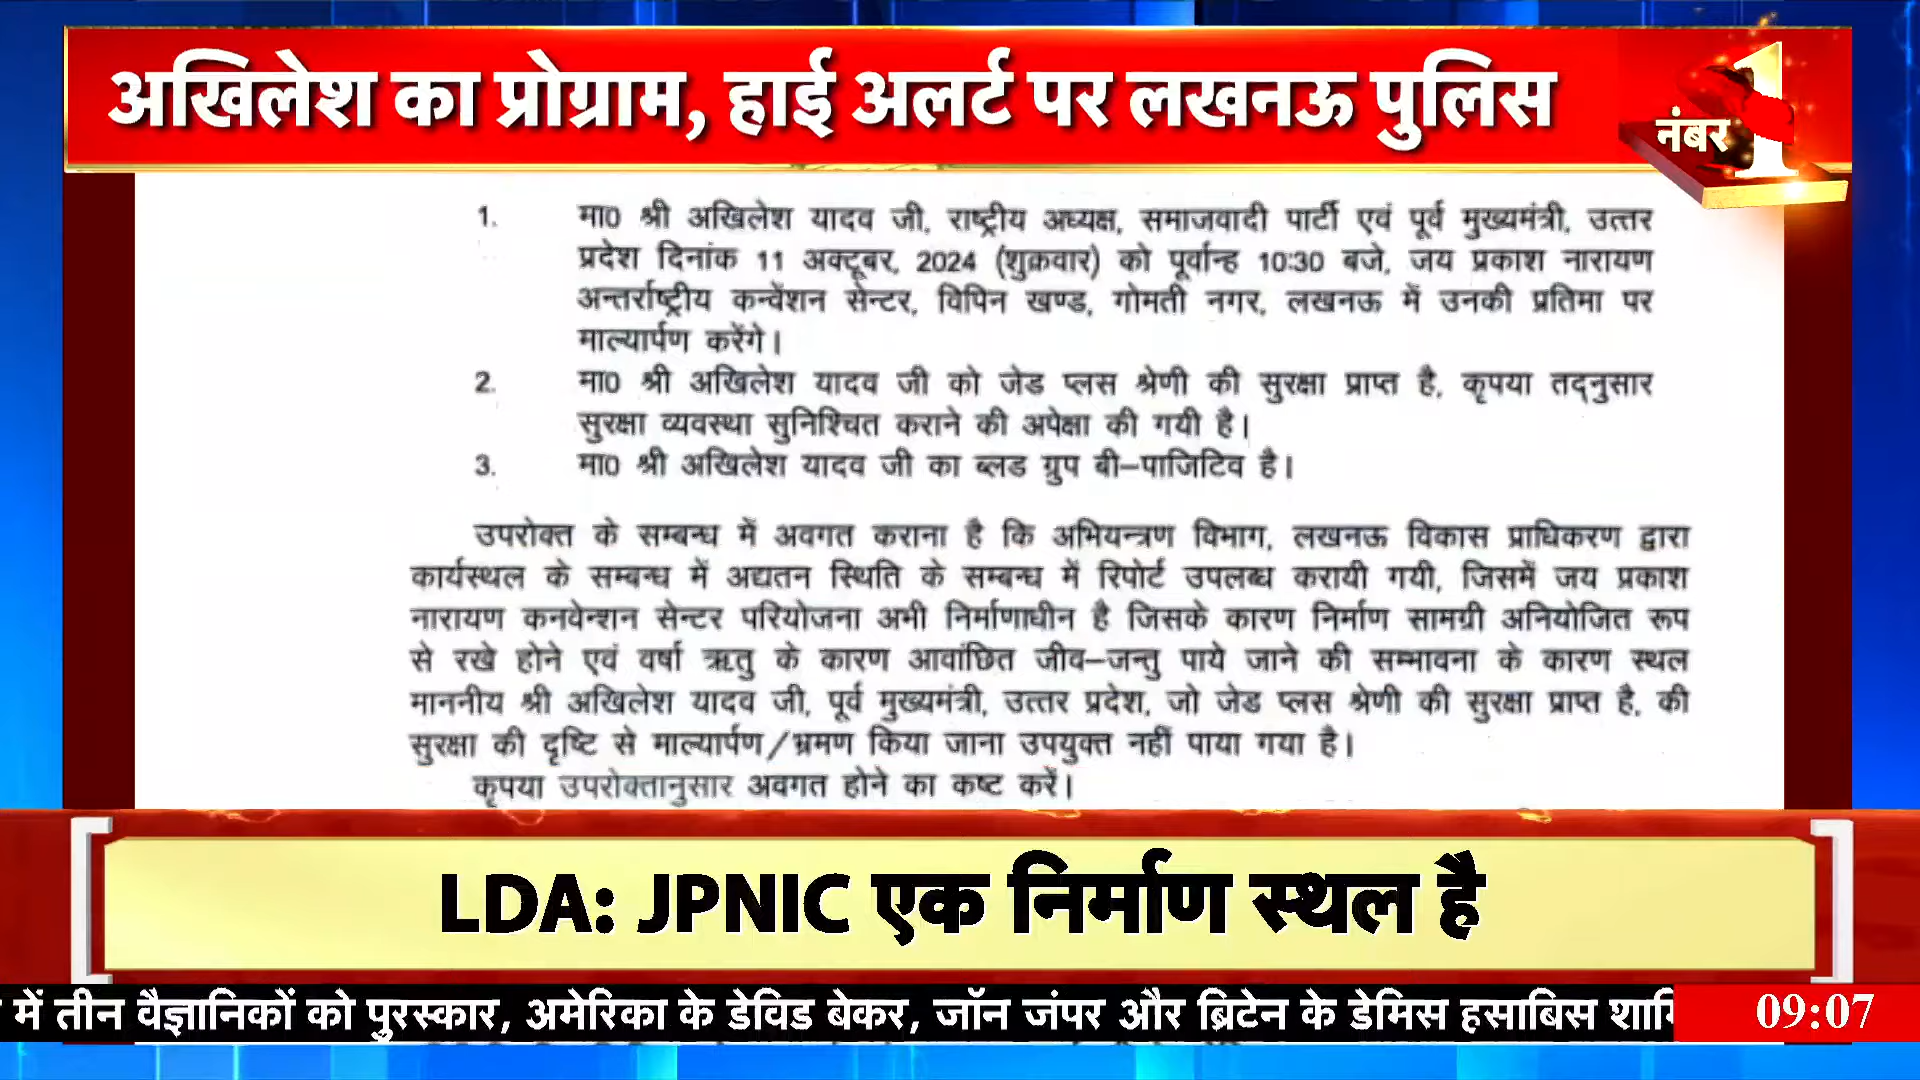 अखिलेश का प्रोग्राम, हाई अलर्ट पर लखनऊ पुलिस
नंबर 1
1. मा0 श्री अखिलेश यादव जी, राष्ट्रीय अध्यक्ष, समाजवादी पार्टी एवं पूर्व मुख्यमंत्री, उत्तर
प्रदेश दिनांक 11 अक्टूबर, 2024 (शुक्रवार) को पूर्वान्ह 10:30 बजे, जय प्रकाश नारायण
अन्तर्राष्ट्रीय कन्वेंशन सेन्टर, विपिन खण्ड, गोमती नगर, लखनऊ में उनकी प्रतिमा पर
माल्यार्पण करेंगे।
2. मा0 श्री अखिलेश यादव जी को जेड प्लस श्रेणी की सुरक्षा प्राप्त है, कृपया तद्नुसार
सुरक्षा व्यवस्था सुनिश्चित कराने की अपेक्षा की गयी है।
3. मा0 श्री अखिलेश यादव जी का ब्लड ग्रुप बी–पाजिटिव है।
उपरोक्त के सम्बन्ध में अवगत कराना है कि अभियन्त्रण विभाग, लखनऊ विकास प्राधिकरण द्वारा
कार्यस्थल के सम्बन्ध में अद्यतन स्थिति के सम्बन्ध में रिपोर्ट उपलब्ध करायी गयी, जिसमें जय प्रकाश
नारायण कनवेन्शन सेन्टर परियोजना अभी निर्माणाधीन है जिसके कारण निर्माण सामग्री अनियोजित रूप
से रखे होने एवं वर्षा ऋतु के कारण आवांछित जीव–जन्तु पाये जाने की सम्भावना के कारण स्थल
माननीय श्री अखिलेश यादव जी, पूर्व मुख्यमंत्री, उत्तर प्रदेश, जो जेड प्लस श्रेणी की सुरक्षा प्राप्त है, की
सुरक्षा की दृष्टि से माल्यार्पण/भ्रमण किया जाना उपयुक्त नहीं पाया गया है।
कृपया उपरोक्तानुसार अवगत होने का कष्ट करें।
LDA: JPNIC एक निर्माण स्थल है
में तीन वैज्ञानिकों को पुरस्कार, अमेरिका के डेविड बेकर, जॉन जंपर और ब्रिटेन के डेमिस हसाबिस
09:07